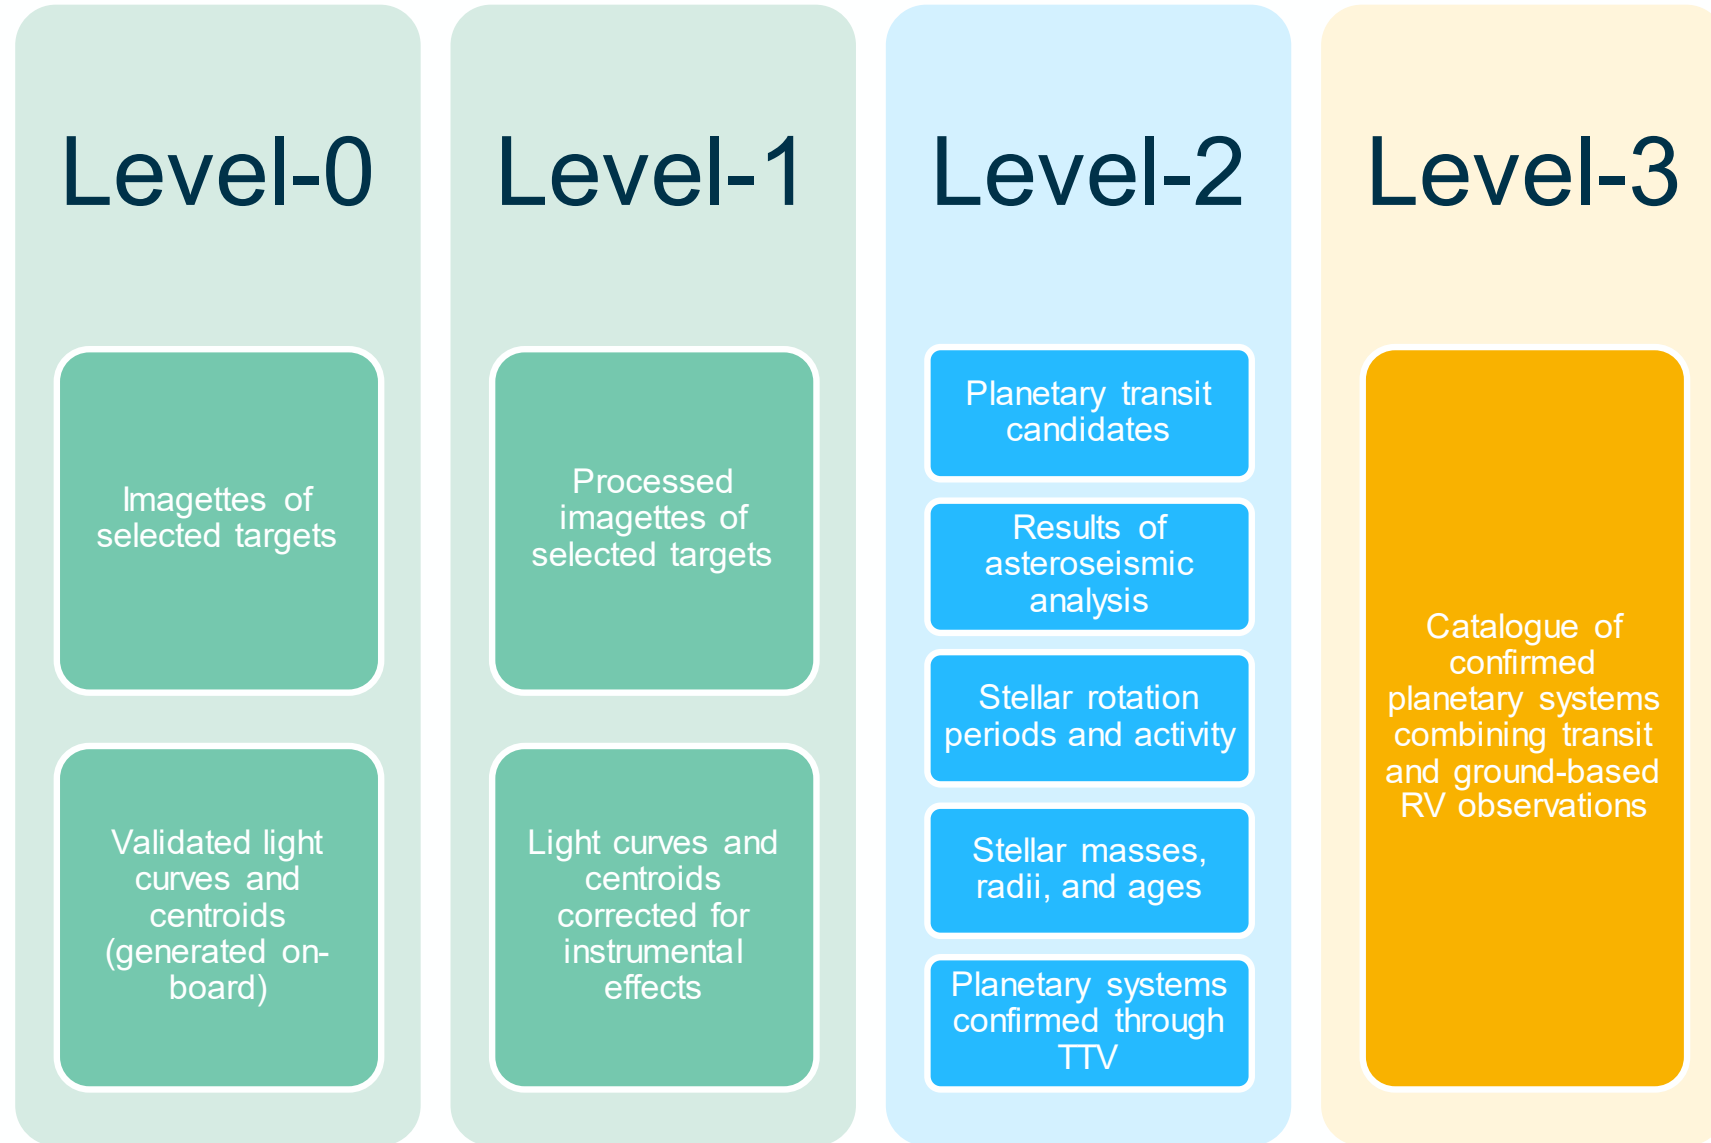 Level-0
Imagettes of
selected targets
Validated light
curves and
centroids
(generated on-
board)
Level-1
Processed
imagettes of
selected targets
Light curves and
centroids
corrected for
instrumental
effects
Level-2
Planetary transit
candidates
Results of
asteroseismic
analysis
Stellar rotation
periods and activity
Stellar masses,
radii, and ages
Planetary systems
confirmed through
TTV
Level-3
Catalogue of
confirmed
planetary systems
combining transit
and ground-based
RV observations